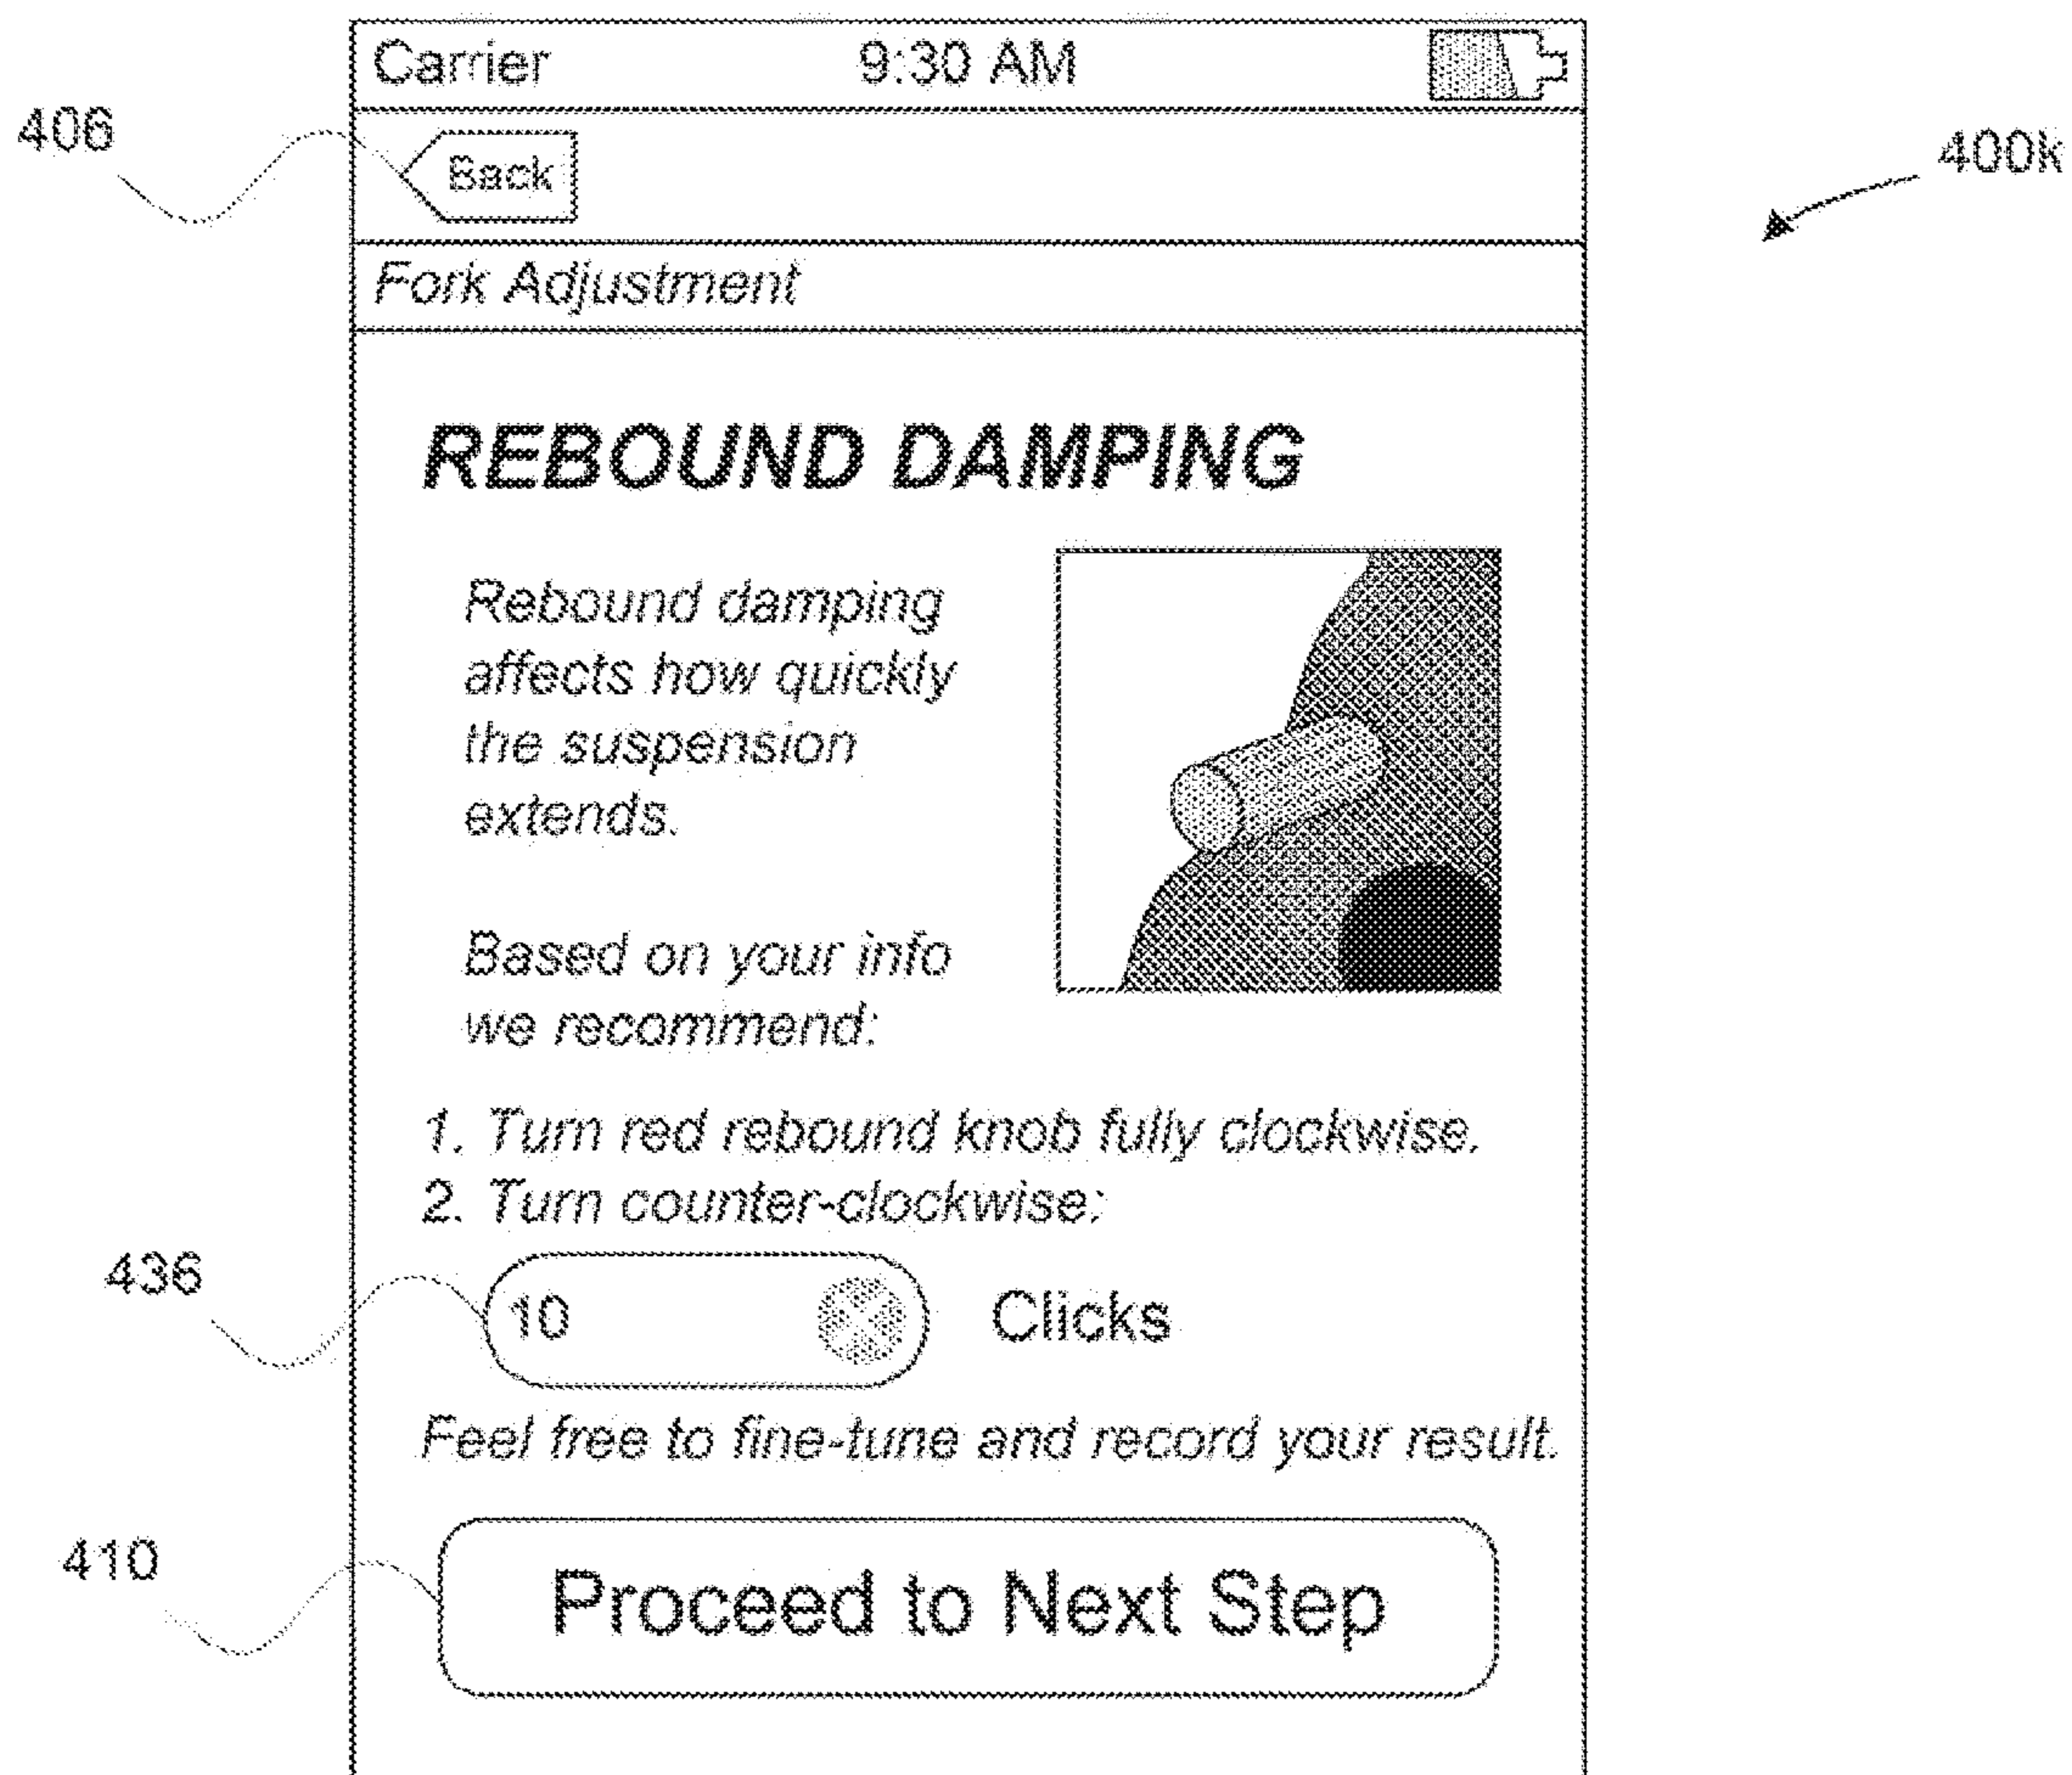 Carrier 9:30 AM
406
400k
Back
Fork Adjustment
REBOUND DAMPING
Rebound damping
affects how quickly
the suspension
extends.
Based on your info
we recommend:
1. Turn red rebound knob fully clockwise.
2. Turn counter-clockwise:
436
10 Clicks
Feel free to fine-tune and record your result.
410
Proceed to Next Step